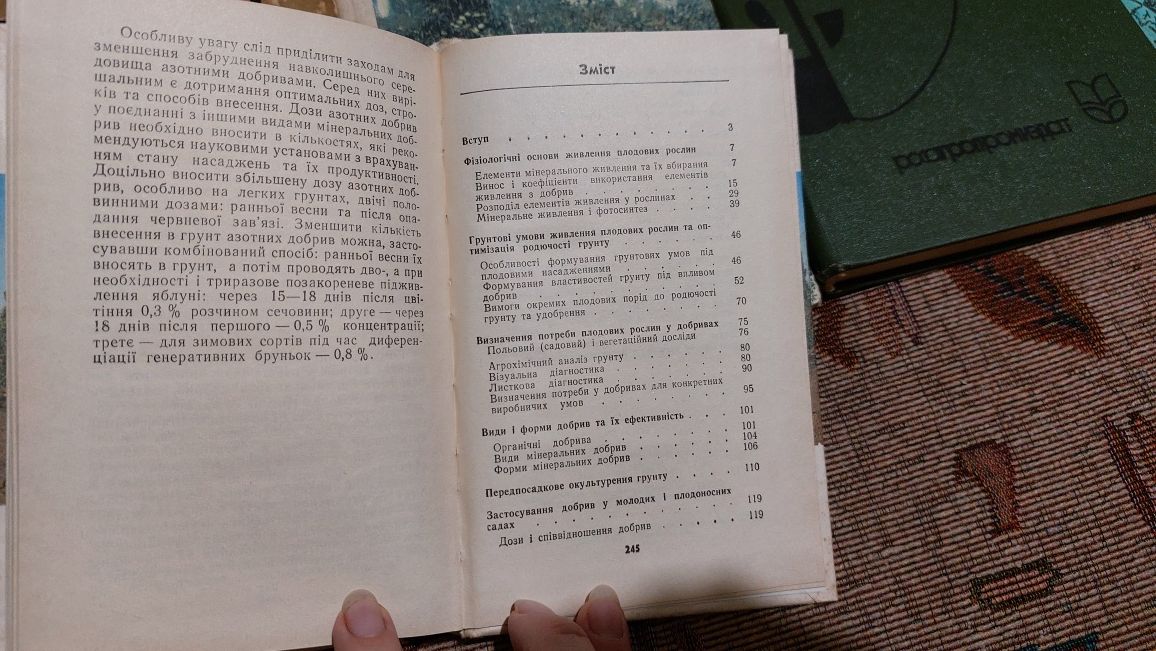 Особливу увагу слід приділити заходам для
зменшення забруднення навколишнього сере-
довища азотними добривами. Серед них вирі-
шальним є дотримання оптимальних доз, стро-
ків та способів внесення. Дози азотних добрив
у поєднанні з іншими видами мінеральних доб-
рив необхідно вносити в кількостях, які реко-
мендуються науковими установами з врахуван-
ням стану насаджень та їх продуктивності.
Доцільно вносити збільшену дозу азотних доб-
рив, особливо на легких грунтах, двічі поло-
винними дозами: ранньої весни та після опа-
дання червневої зав'язі. Зменшити кількість
внесення в грунт азотних добрив можна, засто-
сувавши комбінований спосіб: ранньої весни їх
вносять в грунт, а потім проводять дво-, а при
необхідності і триразове позакореневе піджив-
лення яблуні: через 15—18 днів після цві-
тіння 0,3 % розчином сечовини; друге — через
18 днів після першого — 0,5 % концентрації;
третє — для зимових сортів під час диферен-
ціації генеративних бруньок — 0,8 %.
Зміст
Вступ . . . . . . . . . . . 3
Фізіологічні основи живлення плодових рослин 7
Елементи мінерального живлення та їх вбирання 7
Винос і коефіцієнти використання елементів
живлення з добрив . . . . . . . 15
Розподіл елементів живлення у рослинах . . 29
Мінеральне живлення і фотосинтез . . . . 39
Грунтові умови живлення плодових рослин та оп-
тимізація родючості грунту . . . . . . 46
Особливості формування грунтових умов під
плодовими насадженнями . . . . . . 46
Формування властивостей грунту під впливом
добрив . . . . . . . . . . 52
Вимоги окремих плодових порід до родючості
грунту та удобрення . . . . . . . 70
Визначення потреби плодових рослин у добривах 75
Польовий (садовий) і вегетаційний досліди 76
Агрохімічний аналіз грунту . . . . . 80
Візуальна діагностика . . . . . . 80
Листкова діагностика . . . . . . 90
Визначення потреби у добривах для конкретних
виробничих умов . . . . . . . 95
Види і форми добрив та їх ефективність . . . 101
Органічні добрива . . . . . . . 101
Види мінеральних добрив . . . . . 104
Форми мінеральних добрив . . . . . 106
Передпосадкове окультурення грунту . . . . 110
Застосування добрив у молодих і плодоносних
садах . . . . . . . . . . 119
Дози і співвідношення добрив . . . . . 119
245
росагропромиздат